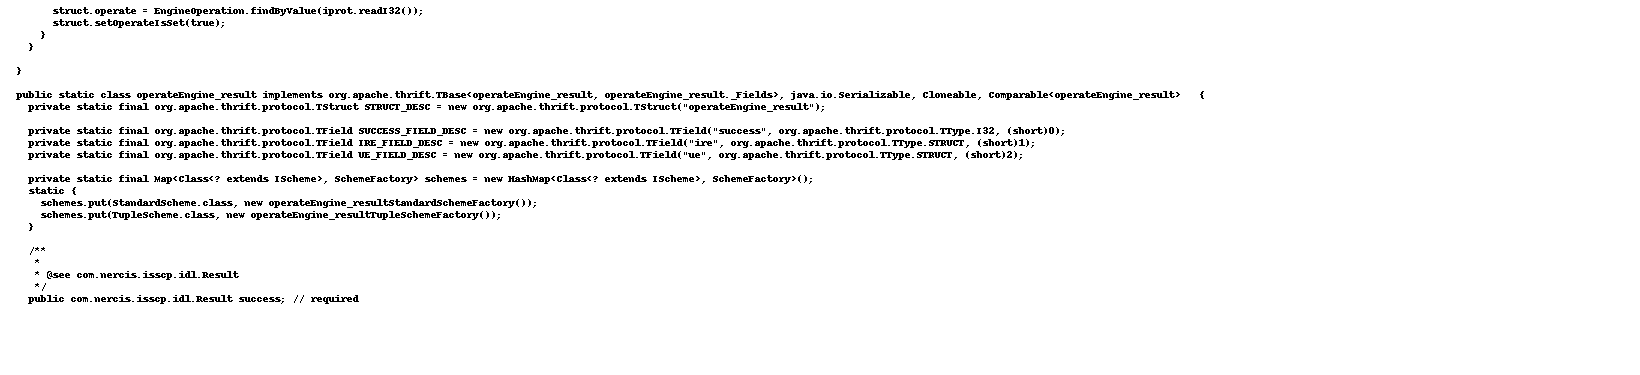 struct.operate = EngineOperation.findByValue(iprot.readI32());
struct.setOperateIsSet(true);
}
}
}
public static class operateEngine_result implements org.apache.thrift.TBase<operateEngine_result, operateEngine_result._Fields>, java.io.Serializable, Cloneable, Comparable<operateEngine_result>   {
private static final org.apache.thrift.protocol.TStruct STRUCT_DESC = new org.apache.thrift.protocol.TStruct("operateEngine_result");
private static final org.apache.thrift.protocol.TField SUCCESS_FIELD_DESC = new org.apache.thrift.protocol.TField("success", org.apache.thrift.protocol.TType.I32, (short)0);
private static final org.apache.thrift.protocol.TField IRE_FIELD_DESC = new org.apache.thrift.protocol.TField("ire", org.apache.thrift.protocol.TType.STRUCT, (short)1);
private static final org.apache.thrift.protocol.TField UE_FIELD_DESC = new org.apache.thrift.protocol.TField("ue", org.apache.thrift.protocol.TType.STRUCT, (short)2);
private static final Map<Class<? extends IScheme>, SchemeFactory> schemes = new HashMap<Class<? extends IScheme>, SchemeFactory>();
static {
schemes.put(StandardScheme.class, new operateEngine_resultStandardSchemeFactory());
schemes.put(TupleScheme.class, new operateEngine_resultTupleSchemeFactory());
}
/**
*
* @see com.nercis.isscp.idl.Result
*/
public com.nercis.isscp.idl.Result success; // required